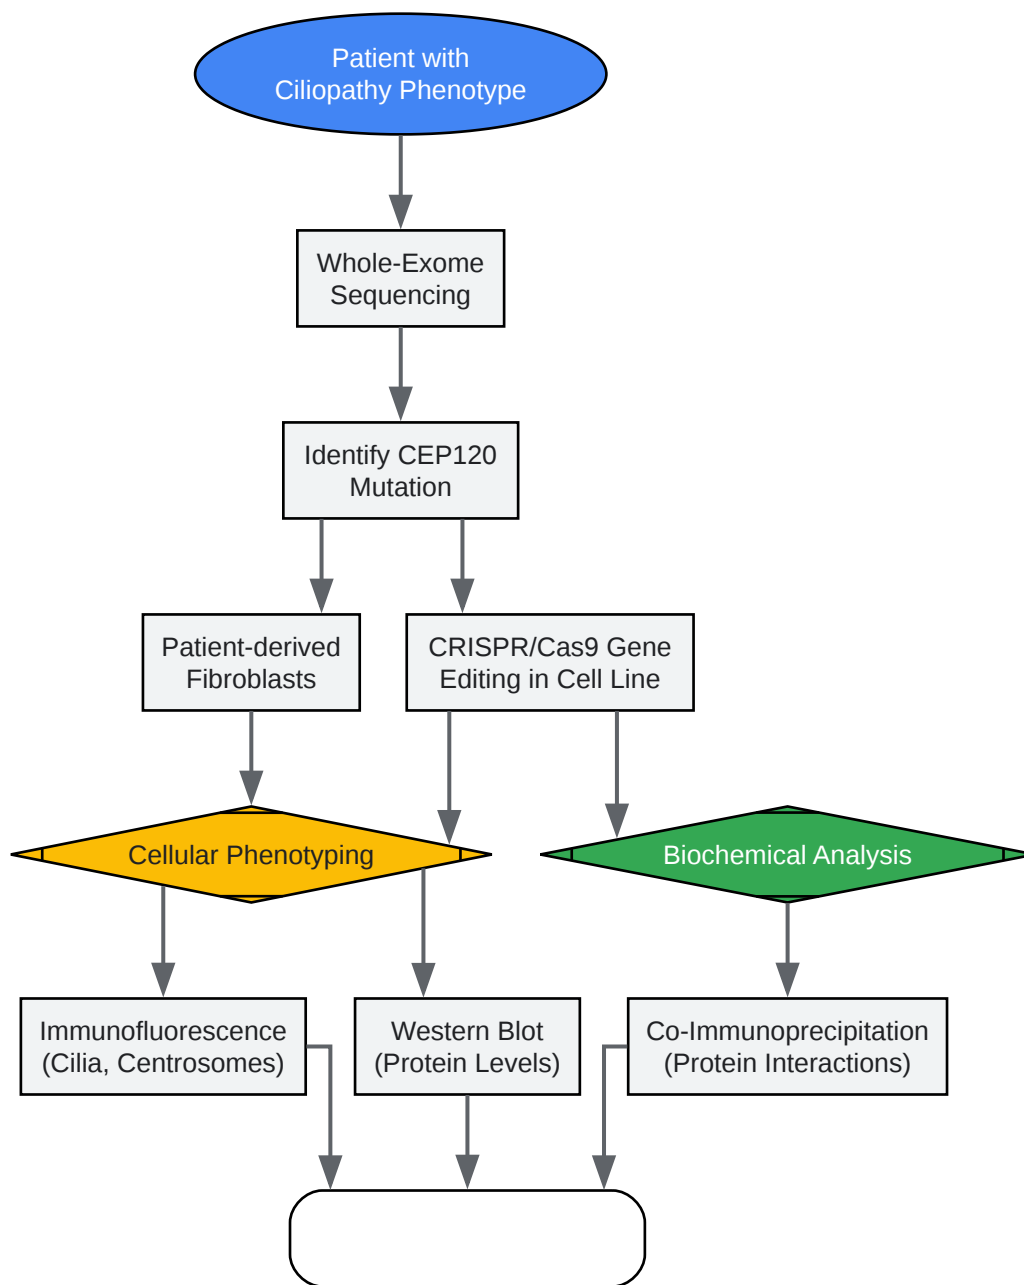 Patient with
Ciliopathy Phenotype
Whole-Exome
Sequencing
Identify CEP120
Mutation
Patient-derived
Fibroblasts
CRISPR/Cas9 Gene
Editing in Cell Line
Cellular Phenotyping
Biochemical Analysis
Immunofluorescence
(Cilia, Centrosomes)
Western Blot
(Protein Levels)
Co-Immunoprecipitation
(Protein Interactions)